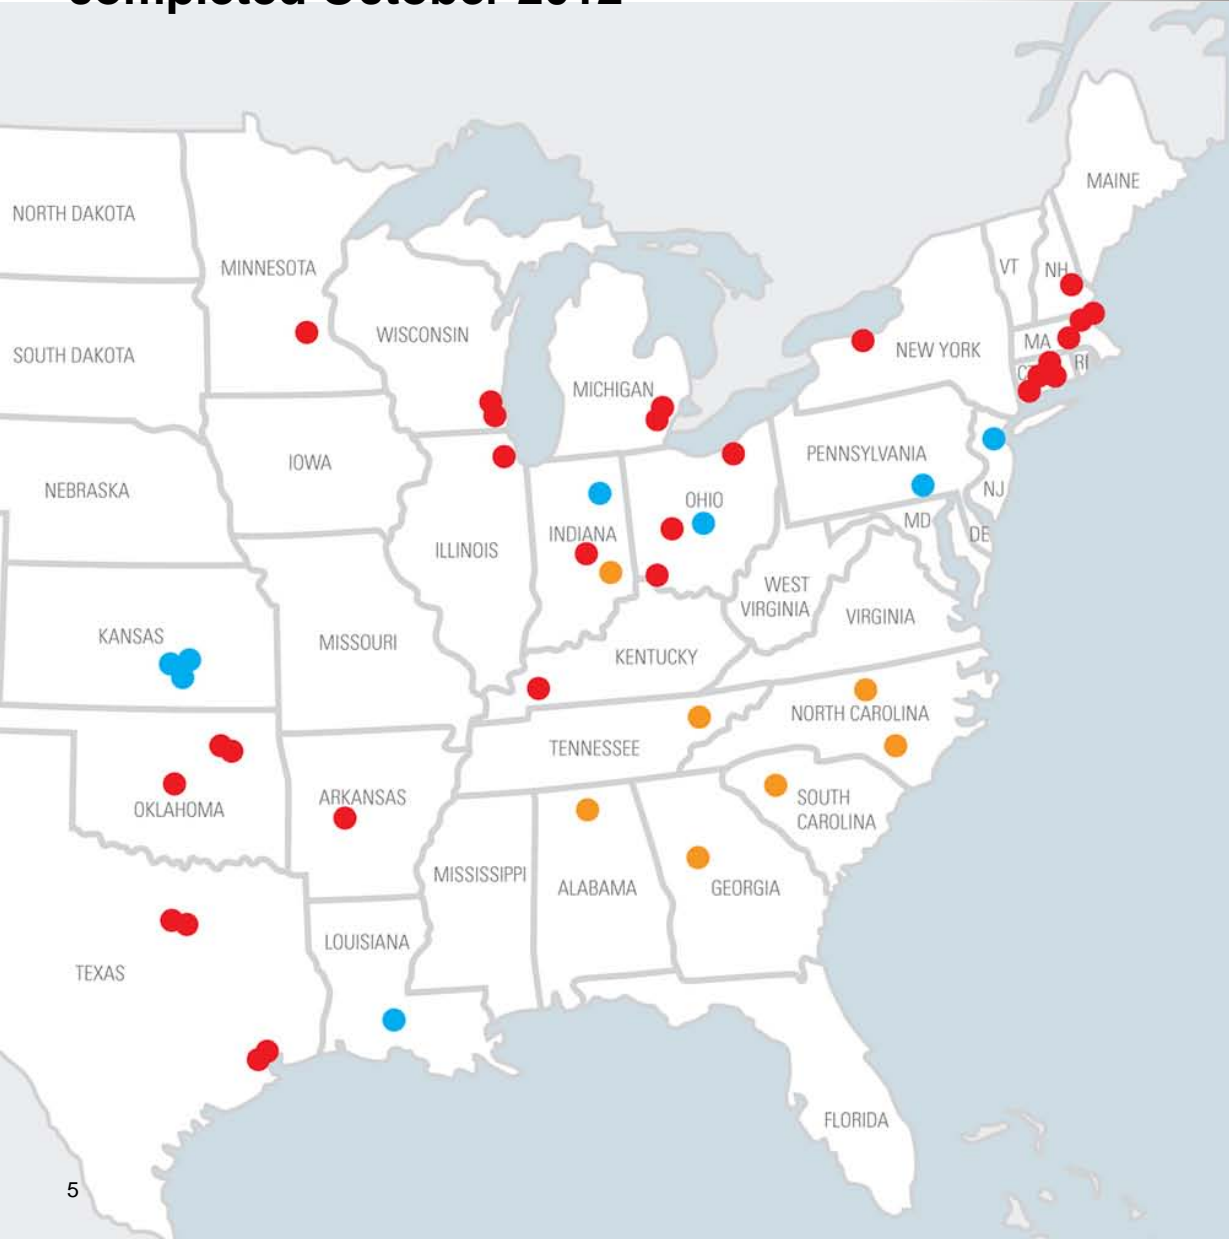 completed October 2012
MAINE
NORTH DAKOTA
MINNESOTA
VT
NH
WISCONSIN
SOUTH DAKOTA
MA
NEW YORK
RI
CT
MICHIGAN
PENNSYLVANIA
IOWA
NEBRASKA
NJ
OHIO
MD
INDIANA
DE
ILLINOIS
WEST
VIRGINIA
VIRGINIA
KANSAS
MISSOURI
KENTUCKY
NORTH CAROLINA
TENNESSEE
ARKANSAS
OKLAHOMA
SOUTH
CAROLINA
MISSISSIPPI
ALABAMA
GEORGIA
LOUISIANA
TEXAS
FLORIDA
5